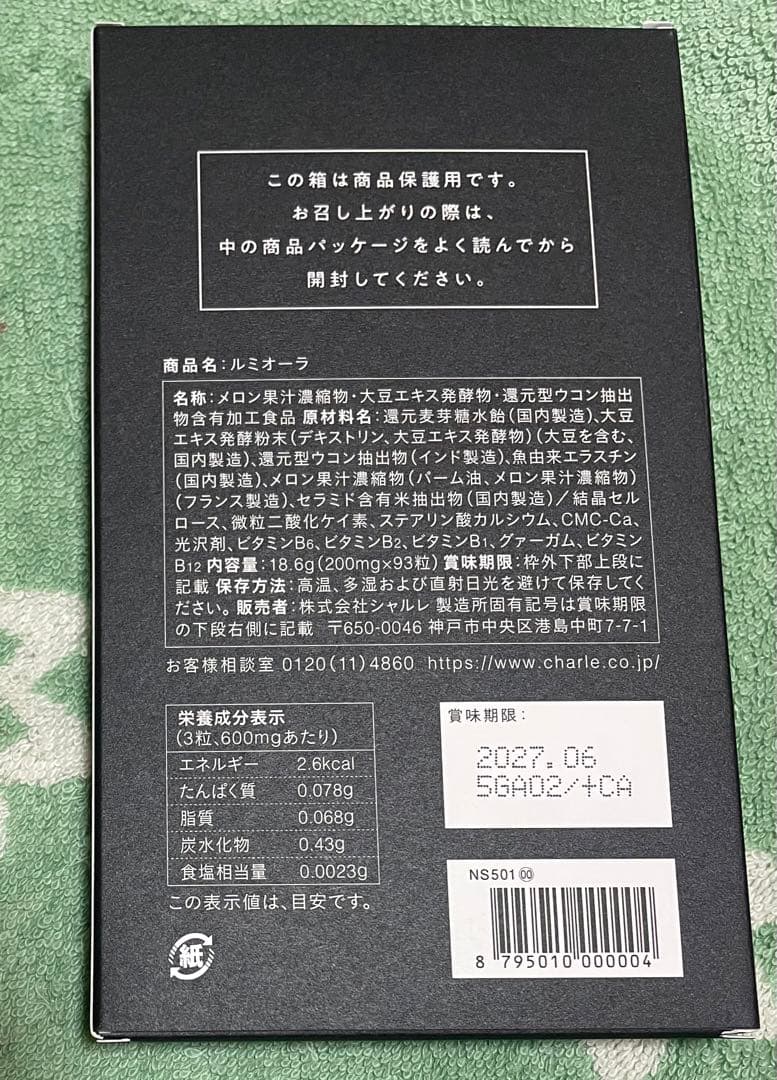 この箱は商品保護用です。
お召し上がりの際は、
中の商品パッケージをよく読んでから
開封してください。
商品名：ルミオーラ
名称：メロン果汁濃縮物・大豆エキス発酵物・還元型ウコン抽出
物含有加工食品 原材料名：還元麦芽糖水飴（国内製造）、大豆
エキス発酵粉末（デキストリン、大豆エキス発酵物）（大豆を含む、
国内製造）、還元型ウコン抽出物（インド製造）、魚由来エラスチン
（国内製造）、メロン果汁濃縮物（パーム油、メロン果汁濃縮物）
（フランス製造）、セラミド含有米抽出物（国内製造）／結晶セル
ロース、微粒二酸化ケイ素、ステアリン酸カルシウム、CMC-Ca、
光沢剤、ビタミンB6、ビタミンB2、ビタミンB1、グァーガム、ビタミン
B12 内容量：18.6g（200mg×93粒） 賞味期限：枠外下部上段に
記載 保存方法：高温、多湿および直射日光を避けて保存してく
ださい。 販売者：株式会社シャルレ 製造所固有記号は賞味期限
の下段右側に記載 〒650-0046 神戸市中央区港島中町7-7-1
お客様相談室 0120（11）4860 https://www.charle.co.jp/
栄養成分表示
（3粒、600mgあたり）
エネルギー 2.6kcal
たんぱく質 0.078g
脂質 0.068g
炭水化物 0.43g
食塩相当量 0.0023g
この表示値は、目安です。
紙
賞味期限：
2027.06
5GA02/+CA
NS501⓪⓪
8 795010 000004